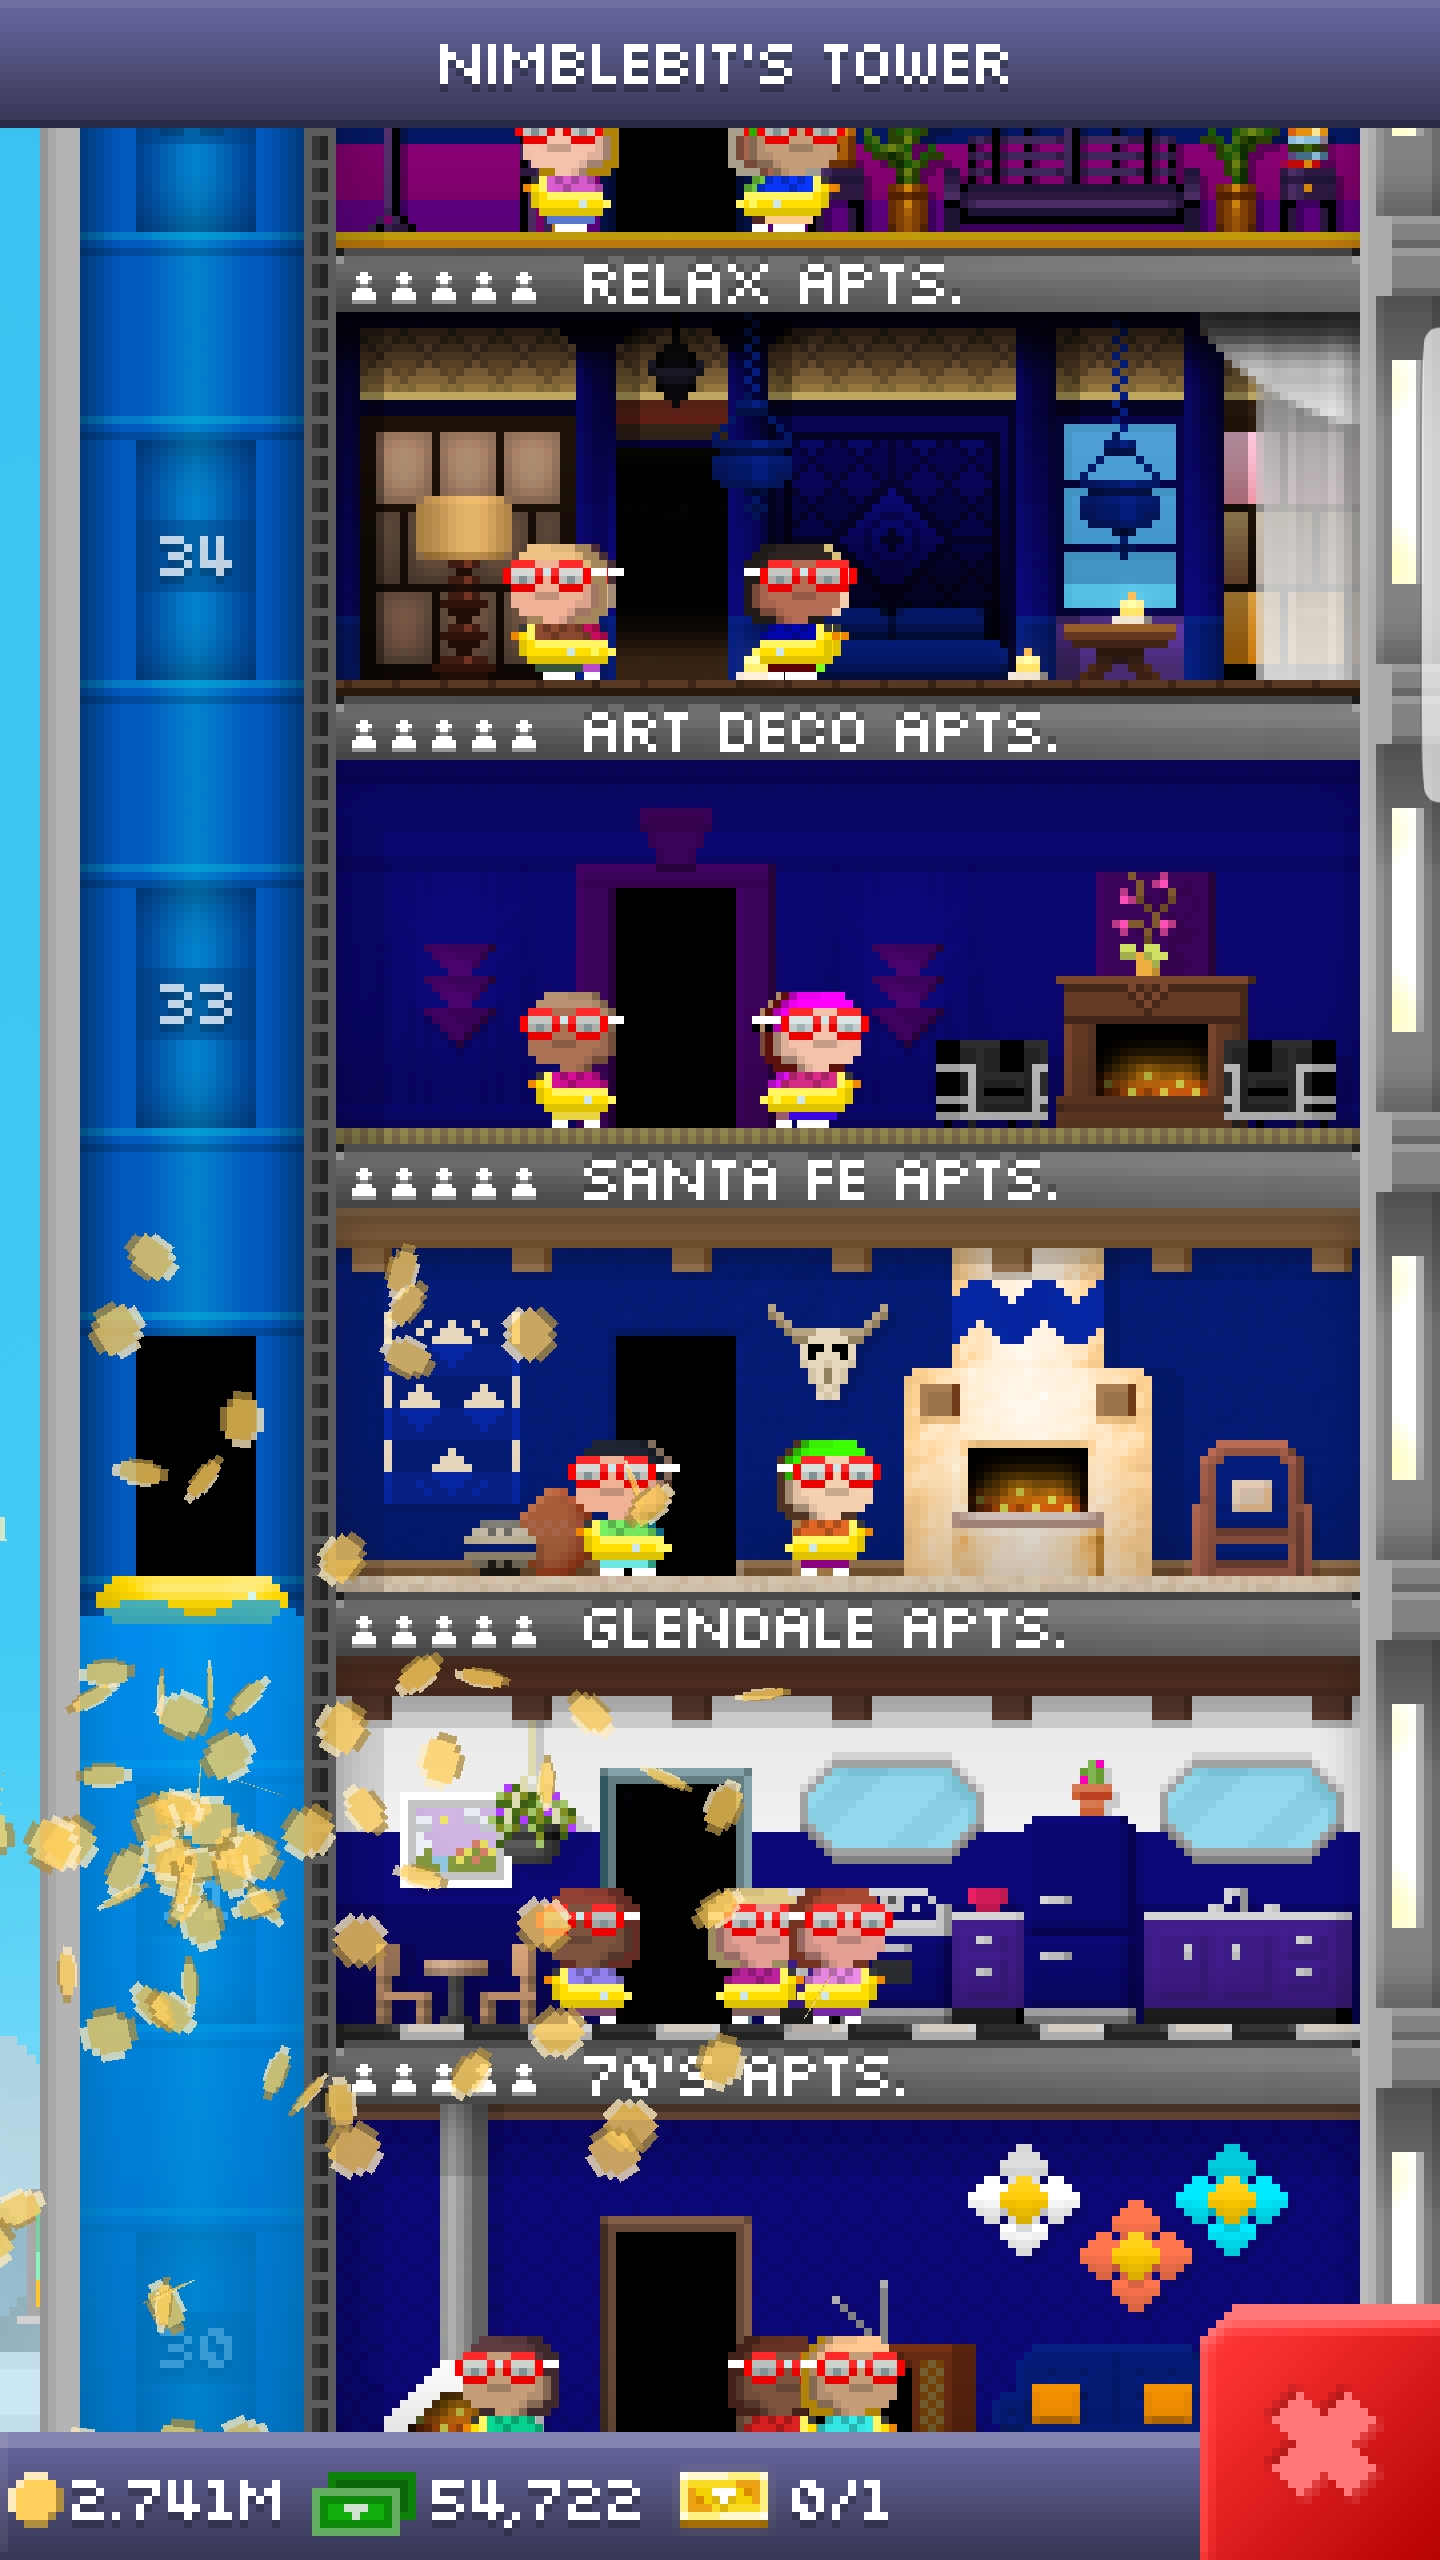 NIMBLEBIT'S TOWER
RELAX APTS.
34
ART DECO APTS.
33
SANTA FE APTS.
GLENDALE APTS.
70'S APTS.
30
2.741M 54,722 0/1